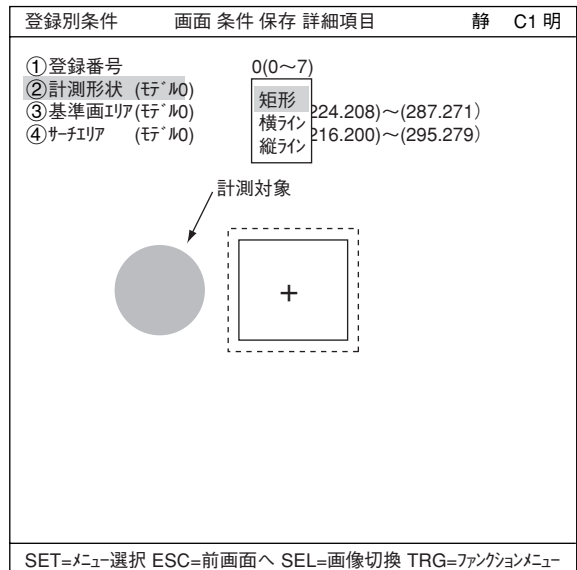 登録別条件 画面 条件 保存 詳細項目 静 C1 明
①登録番号 0(0～7)
②計測形状 (ﾓﾃﾞﾙ0) 矩形
③基準画ｴﾘｱ(ﾓﾃﾞﾙ0) 横ライン 224.208)～(287.271)
④ｻｰﾁｴﾘｱ (ﾓﾃﾞﾙ0) 縦ライン 216.200)～(295.279)
計測対象
SET=ﾒﾆｭｰ選択 ESC=前画面へ SEL=画像切換 TRG=ﾌｧﾝｸｼｮﾝﾒﾆｭｰ